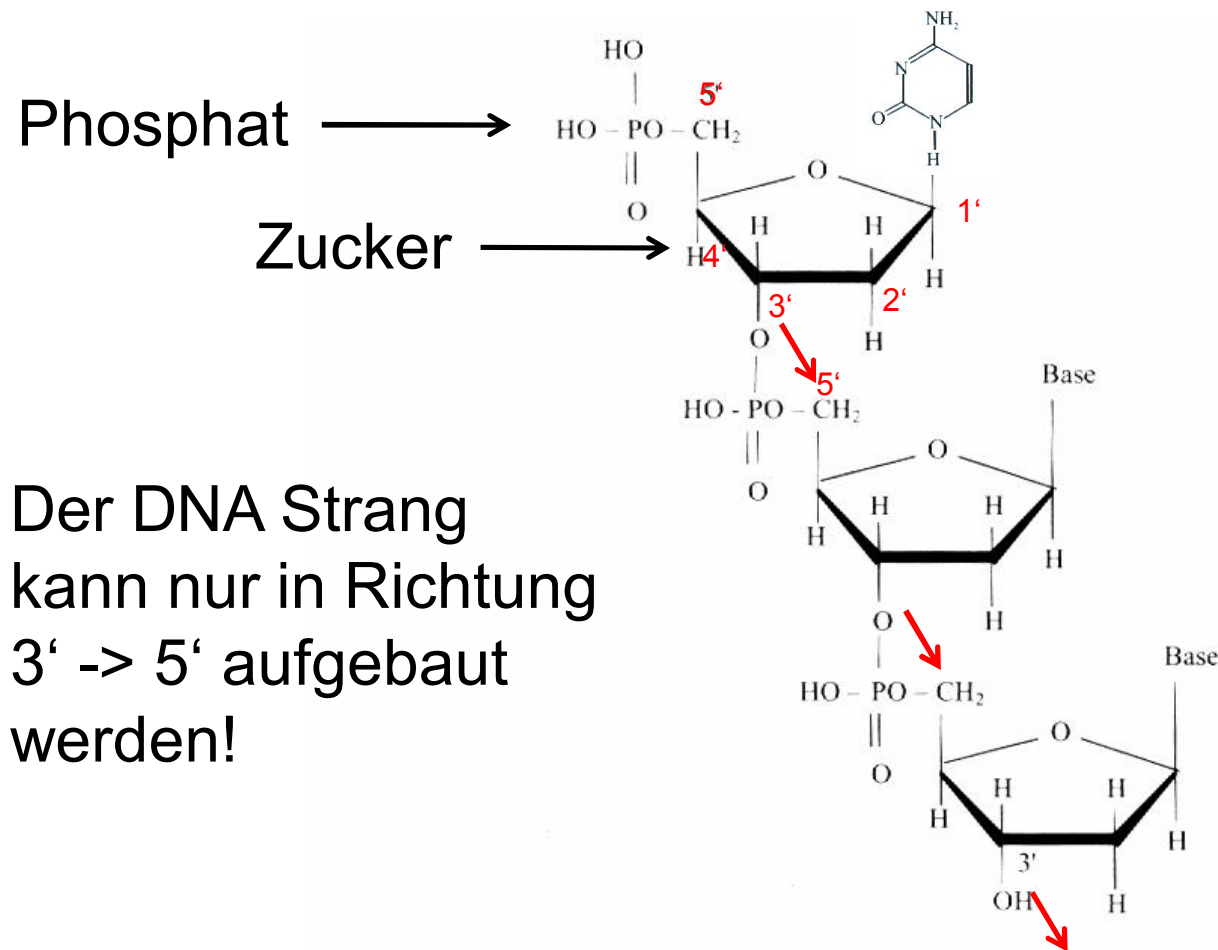 NH₂
N
O
N
H
HO
5'
Phosphat
HO – PO – CH₂
O
O
1'
Zucker
H
H
H4'
H
3'
2'
O
H
5'
Base
HO - PO – CH₂
O
O
Der DNA Strang
kann nur in Richtung
3‘ -> 5‘ aufgebaut
werden!
H
H
H
H
O
H
Base
HO – PO – CH₂
O
O
H
H
H
H
3'
OH
H